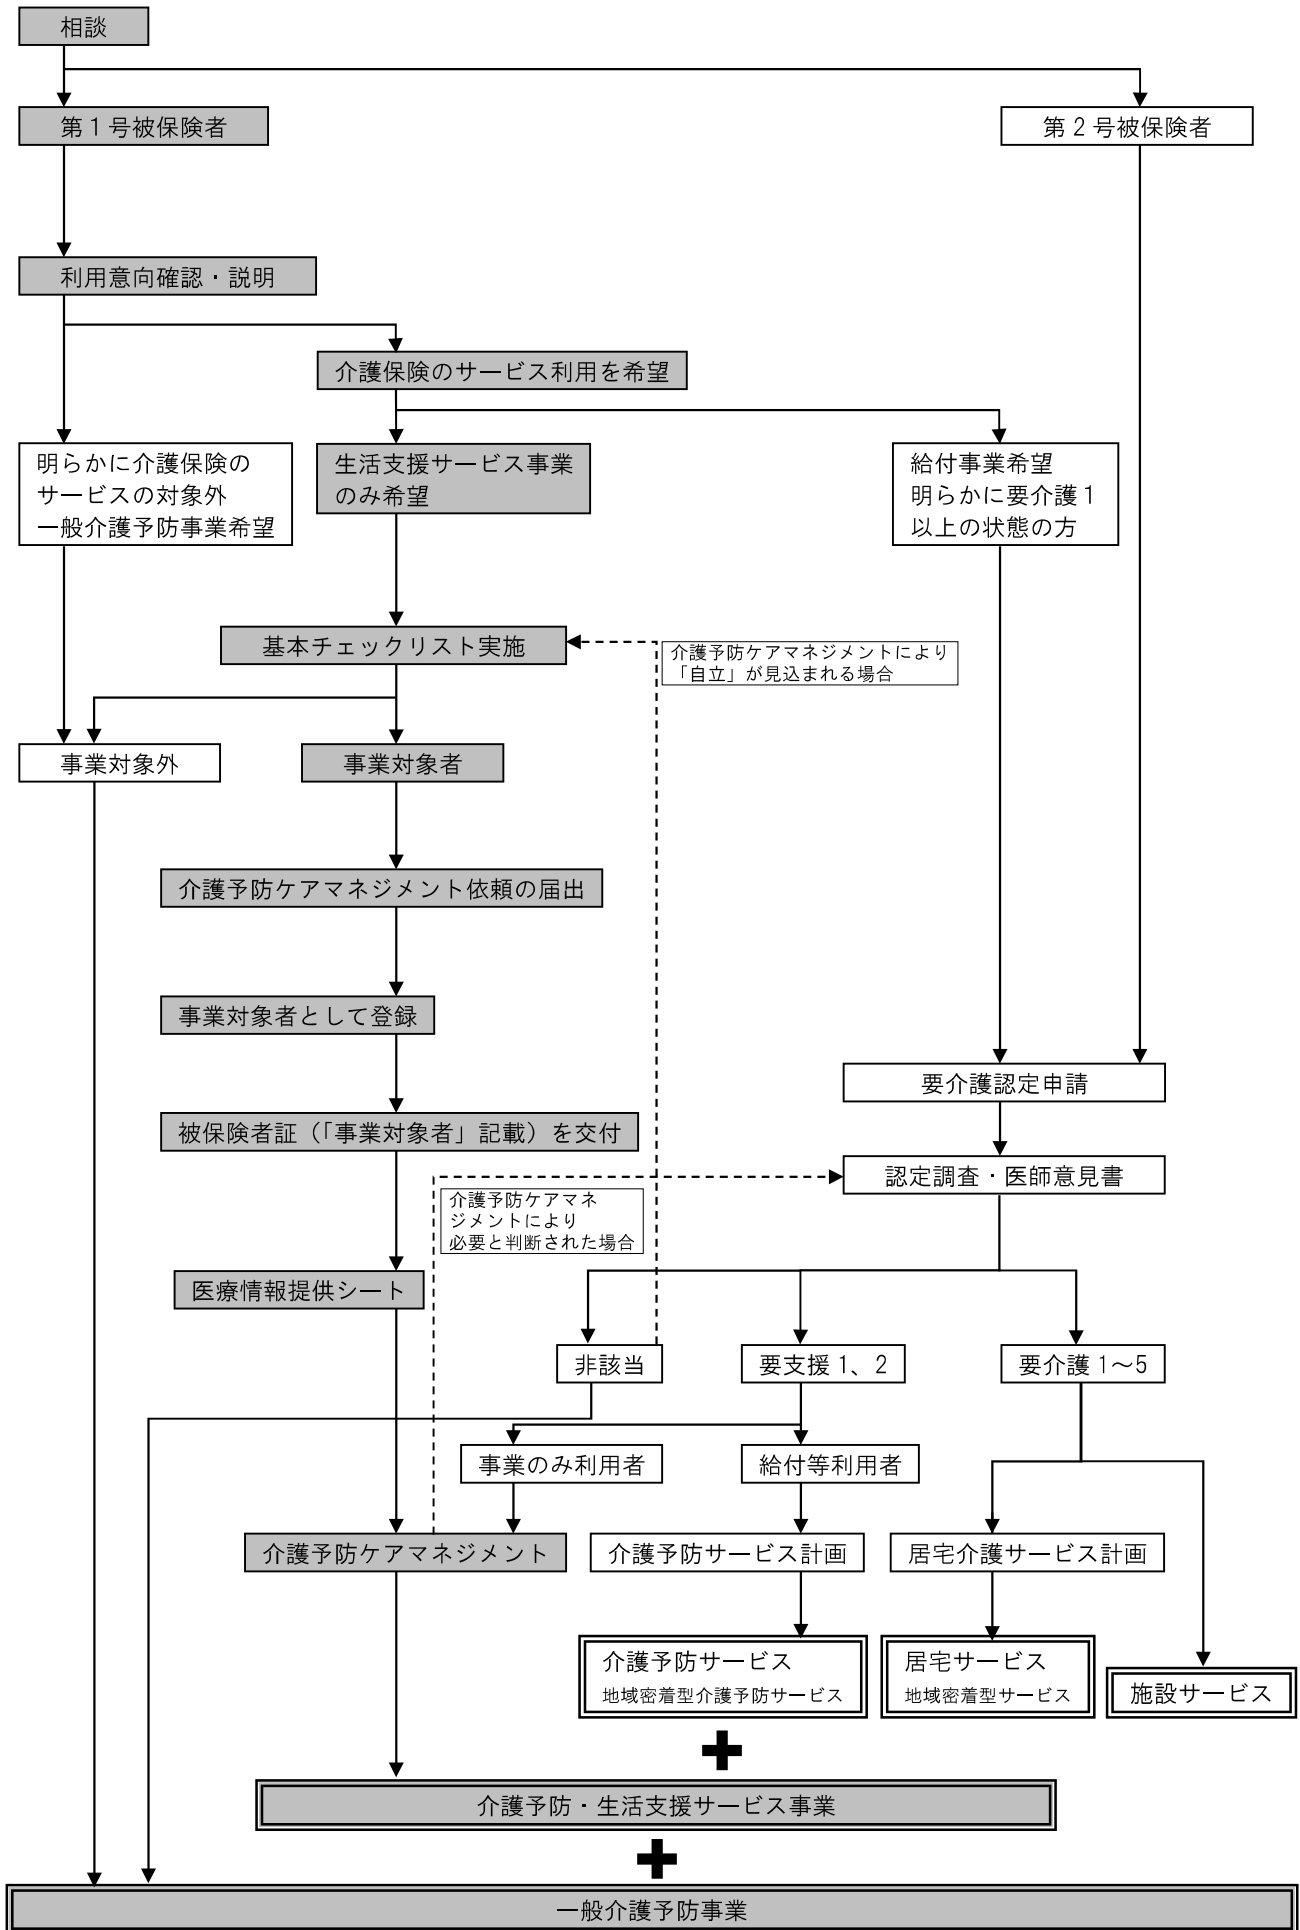 相談
第1号被保険者
第2号被保険者
利用意向確認・説明
介護保険のサービス利用を希望
明らかに介護保険の
サービスの対象外
一般介護予防事業希望
生活支援サービス事業
のみ希望
給付事業希望
明らかに要介護1
以上の状態の方
基本チェックリスト実施
介護予防ケアマネジメントにより
「自立」が見込まれる場合
事業対象外
事業対象者
介護予防ケアマネジメント依頼の届出
事業対象者として登録
要介護認定申請
被保険者証（「事業対象者」記載）を交付
認定調査・医師意見書
介護予防ケアマネ
ジメントにより
必要と判断された場合
医療情報提供シート
非該当
要支援1、2
要介護1～5
事業のみ利用者
給付等利用者
介護予防ケアマネジメント
介護予防サービス計画
居宅介護サービス計画
介護予防サービス
地域密着型介護予防サービス
居宅サービス
地域密着型サービス
施設サービス
介護予防・生活支援サービス事業
一般介護予防事業